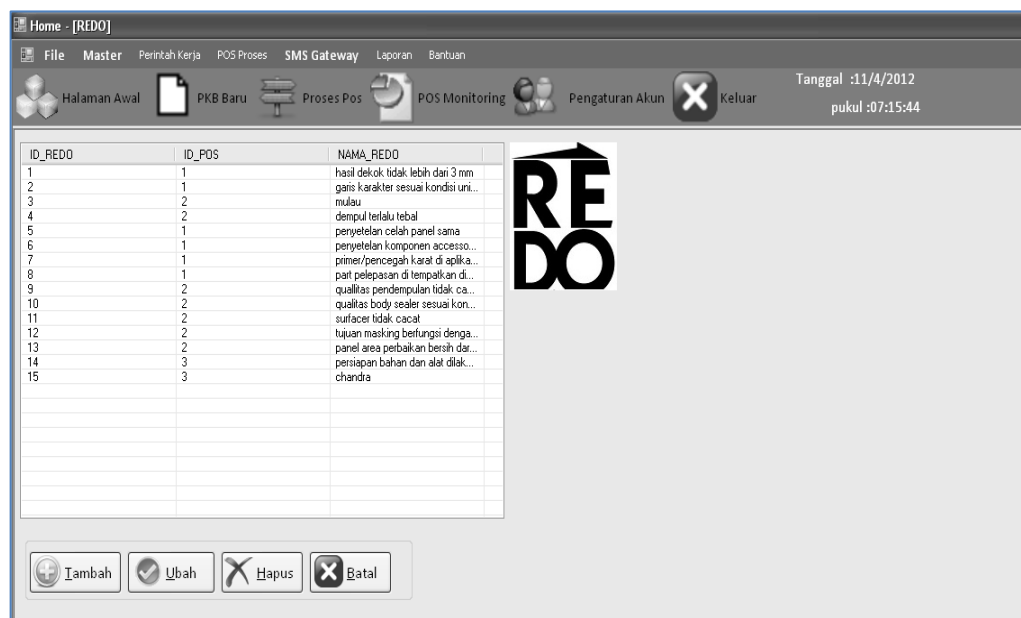 Home - [REDO]
File Master Perintah Kerja POS Proses SMS Gateway Laporan Bantuan
Halaman Awal PKB Baru Proses Pos POS Monitoring Pengaturan Akun Keluar
Tanggal :11/4/2012
pukul :07:15:44
ID_REDO ID_POS NAMA_REDO
1 1 hasil dekok tidak lebih dari 3 mm
2 1 garis karakter sesuai kondisi uni...
3 2 mulau
4 2 dempul terlalu tebal
5 1 penyetelan celah panel sama
6 1 penyetelan komponen accesso...
7 1 primer/pencegah karat di aplika...
8 1 part pelepasan di tempatkan di...
9 2 quallitas pendempulan tidak ca...
10 2 qualitas body sealer sesuai kon...
11 2 surfacer tidak cacat
12 2 tujuan masking berfungsi denga...
13 2 panel area perbaikan bersih dar...
14 3 persiapan bahan dan alat dilak...
15 3 chandra
RE
DO
Tambah Ubah Hapus Batal